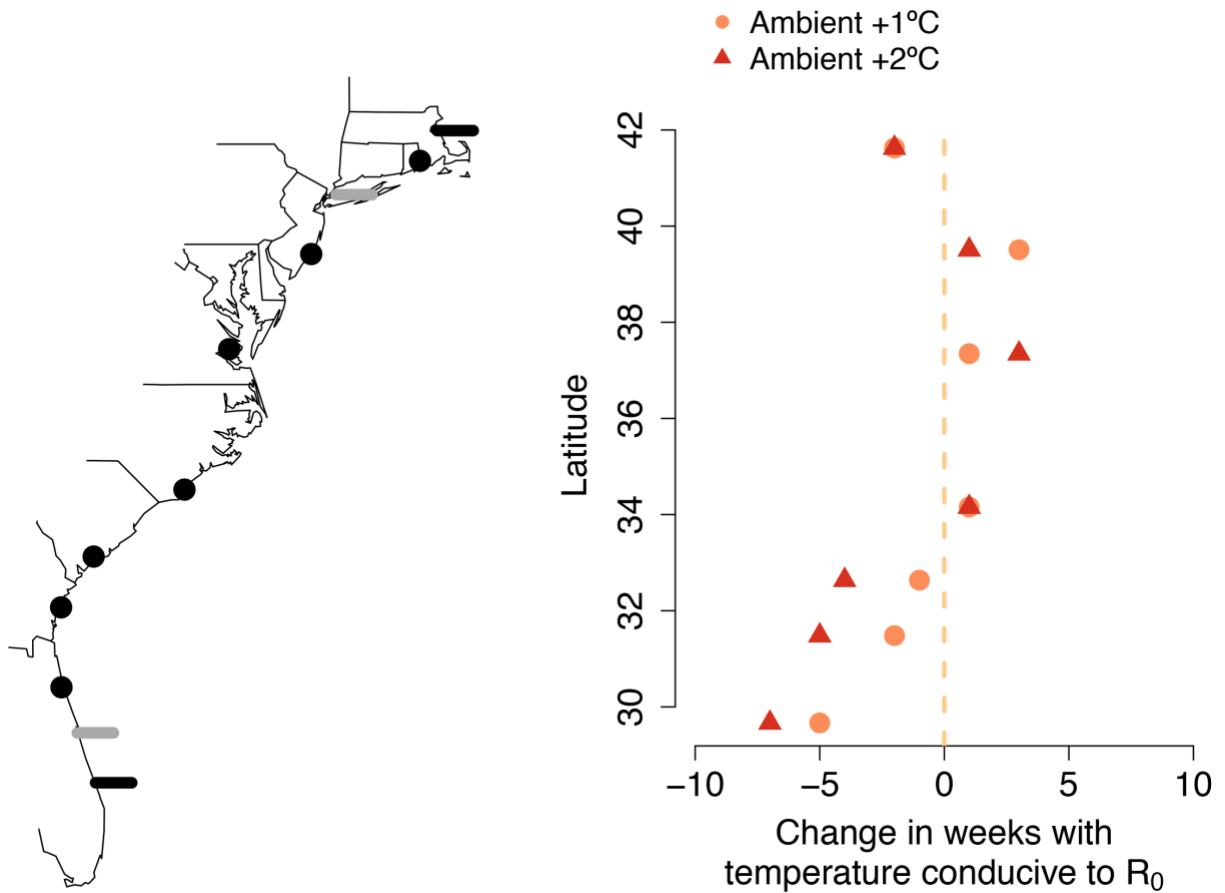 Ambient +1ºC
Ambient +2ºC
42
40
38
36
34
32
30
Latitude
−10 −5 0 5 10
Change in weeks with
temperature conducive to R₀